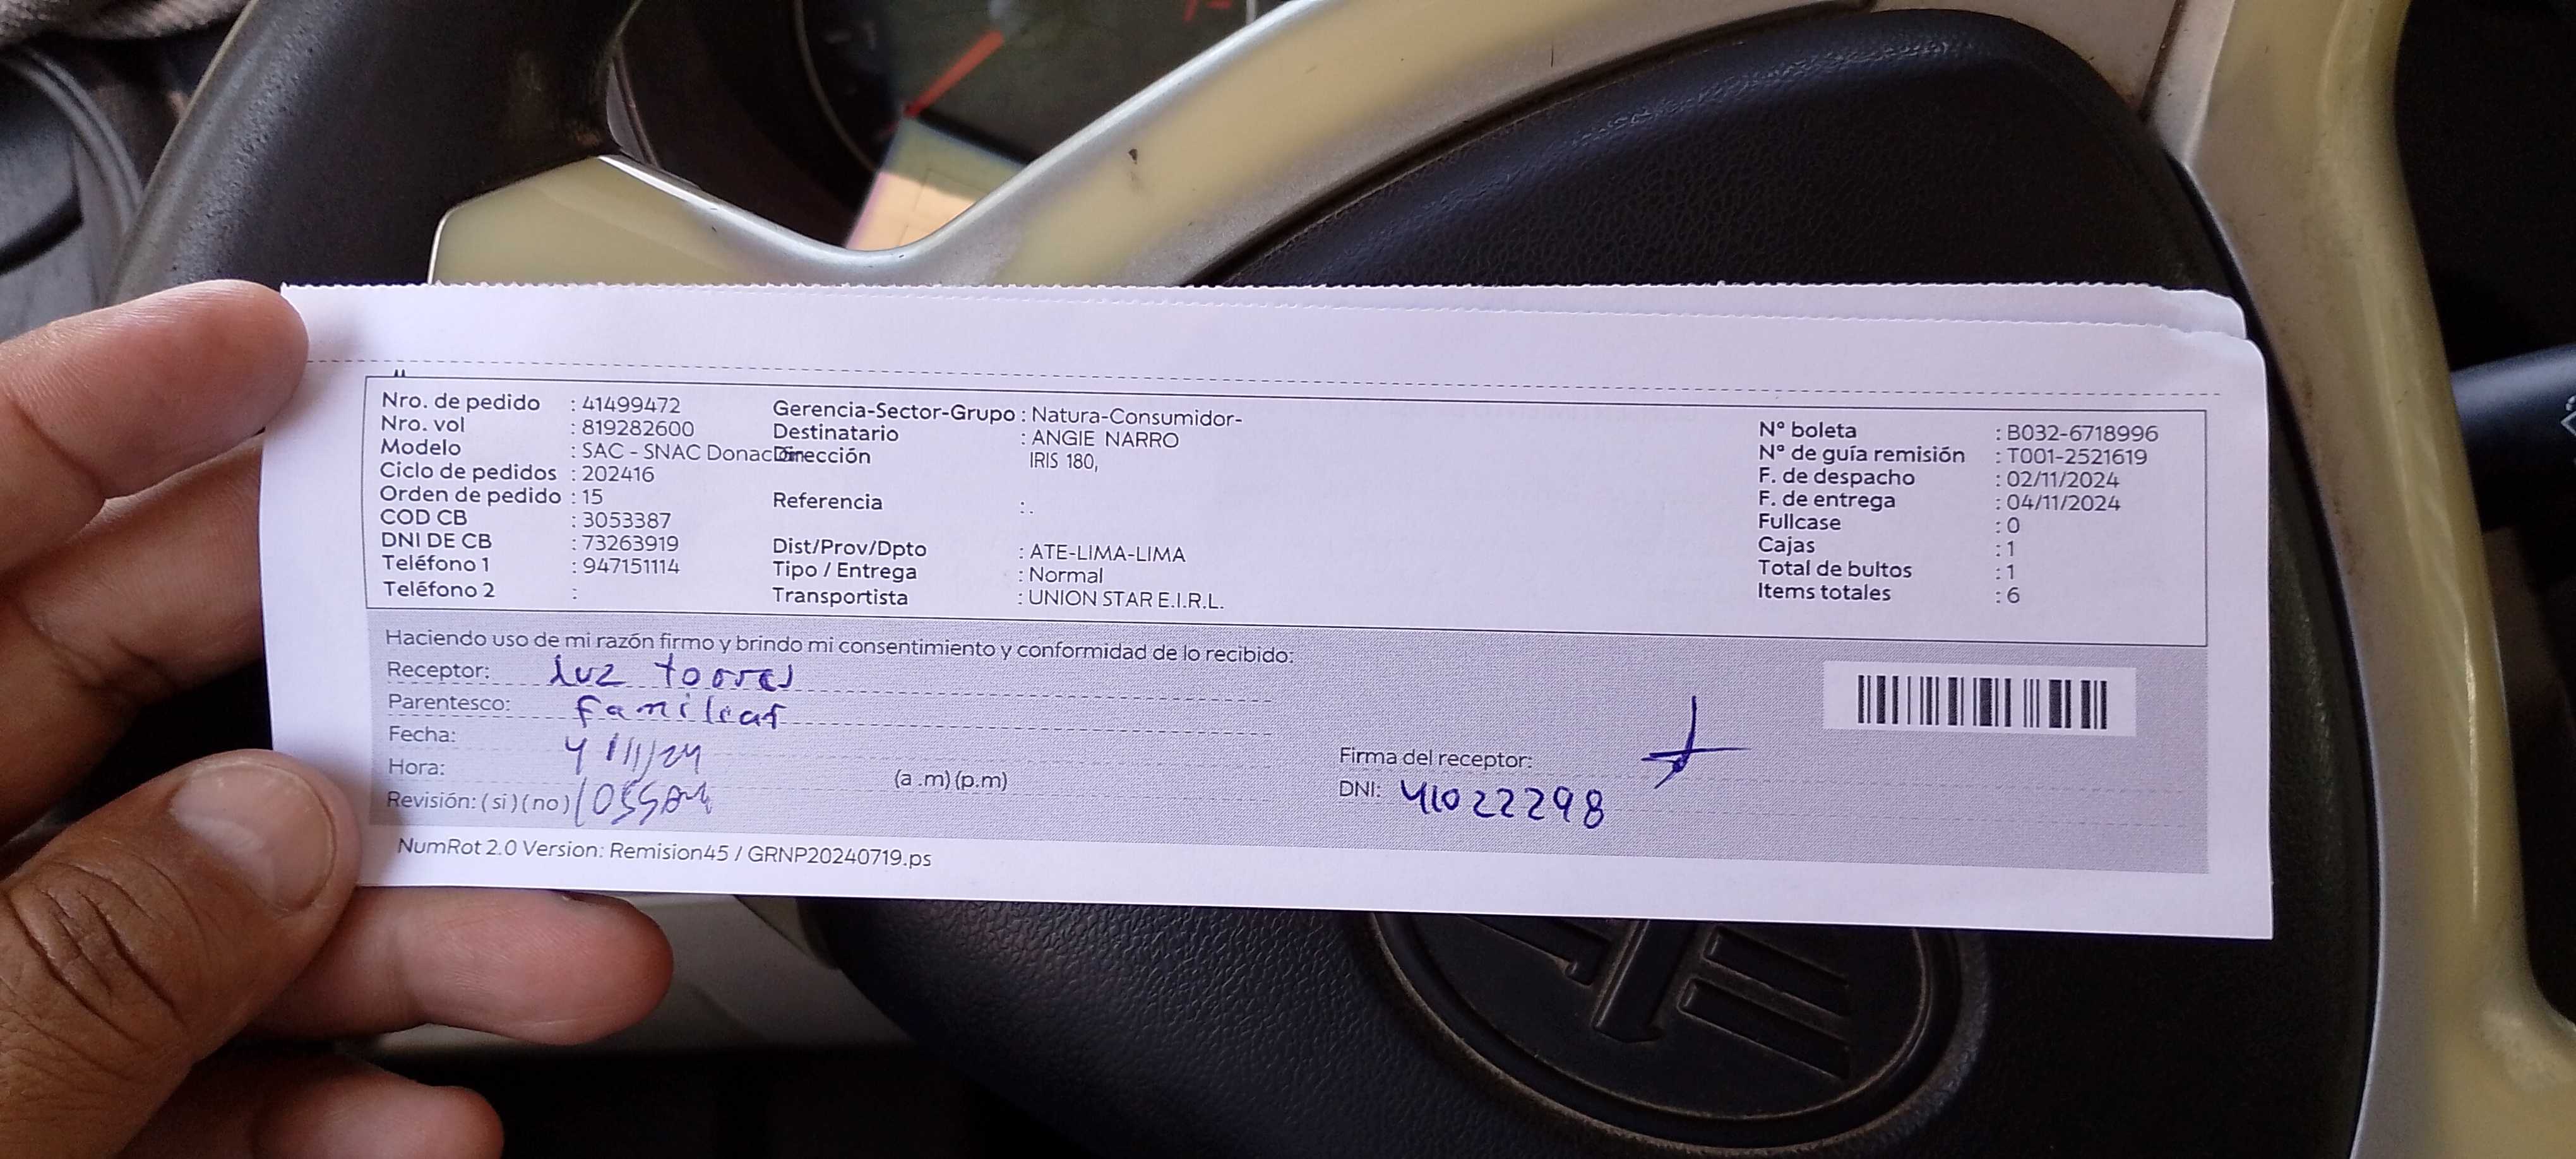 Nro. de pedido : 41499472
Nro. vol : 819282600
Modelo : SAC - SNAC Donación
Ciclo de pedidos : 202416
Orden de pedido : 15
COD CB : 3053387
DNI DE CB : 73263919
Teléfono 1 : 947151114
Teléfono 2 :
Gerencia-Sector-Grupo : Natura-Consumidor-
Destinatario : ANGIE NARRO
Dirección IRIS 180,
Referencia : .
Dist/Prov/Dpto : ATE-LIMA-LIMA
Tipo / Entrega : Normal
Transportista : UNION STAR E.I.R.L.
N° boleta : B032-6718996
N° de guía remisión : T001-2521619
F. de despacho : 02/11/2024
F. de entrega : 04/11/2024
Fullcase : 0
Cajas : 1
Total de bultos : 1
Items totales : 6
Haciendo uso de mi razón firmo y brindo mi consentimiento y conformidad de lo recibido:
Receptor: Luz torres
Parentesco: familiar
Fecha: 4/11/24
Hora: (a .m) (p.m)
Revisión: ( si ) ( no ) 1055AM
Firma del receptor:
DNI: 41022298
NumRot 2.0 Version: Remision45 / GRNP20240719.ps